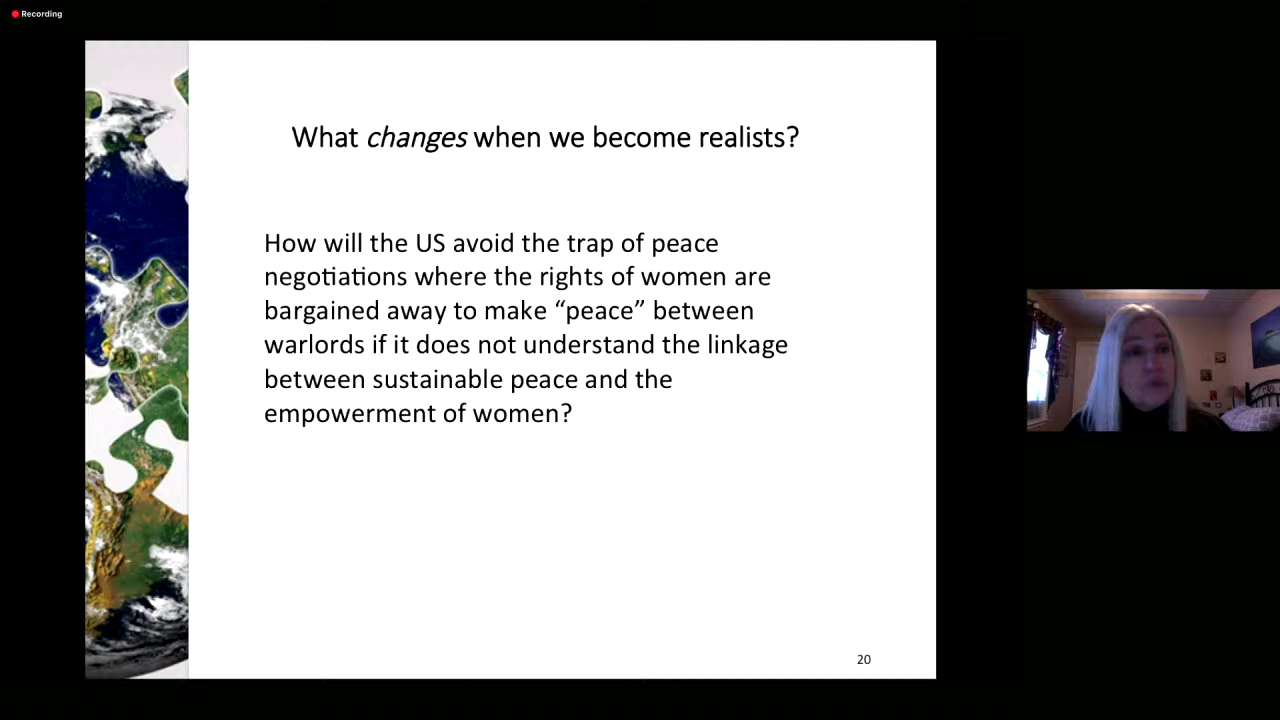 Recording
What changes when we become realists?
How will the US avoid the trap of peace
negotiations where the rights of women are
bargained away to make “peace” between
warlords if it does not understand the linkage
between sustainable peace and the
empowerment of women?
20